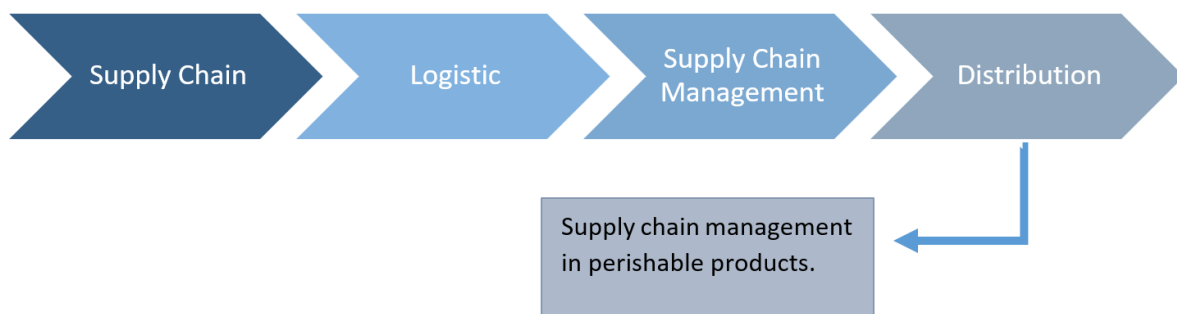 Supply Chain
Logistic
Supply Chain
Management
Distribution
Supply chain management
in perishable products.